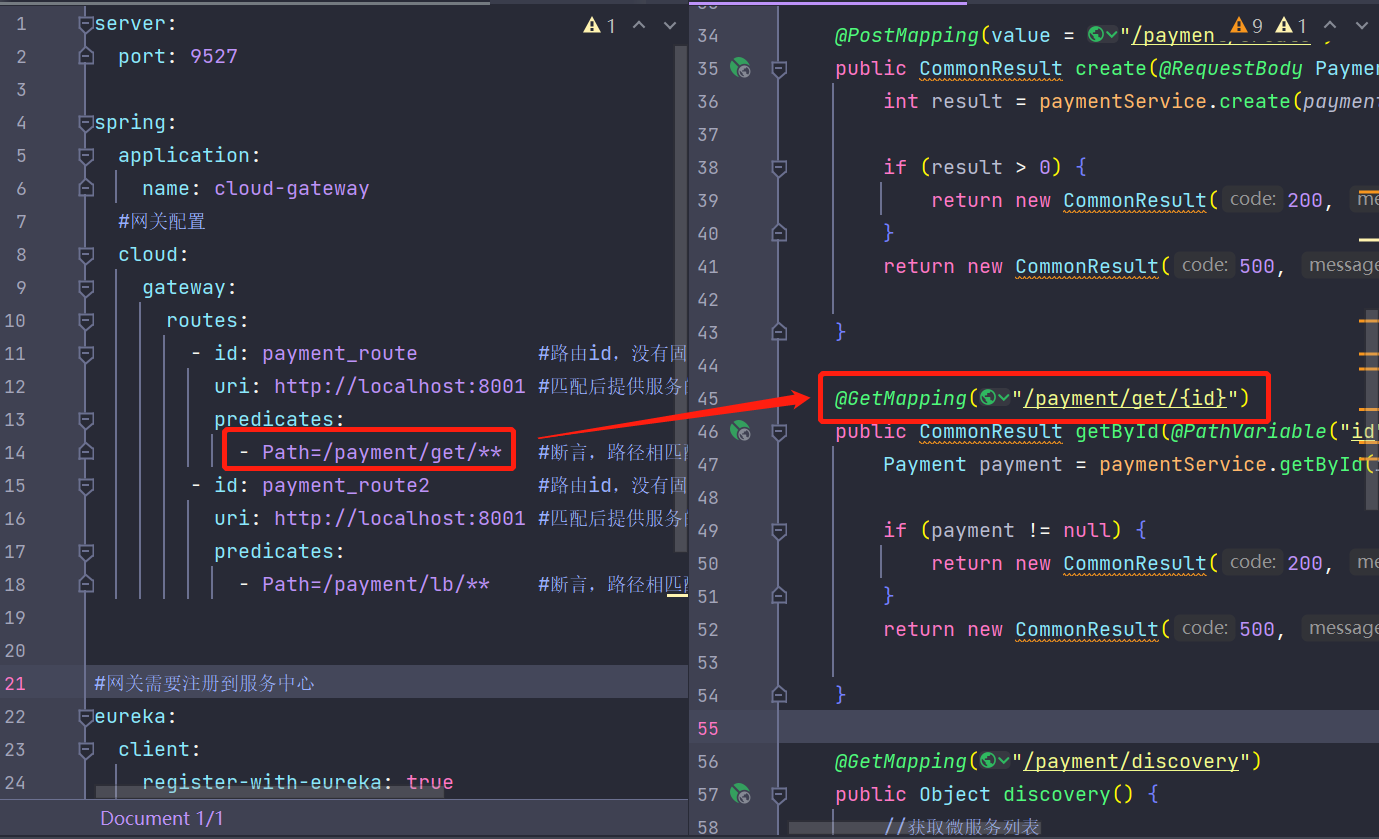 1 server:
2 port: 9527
3
4 spring:
5 application:
6 name: cloud-gateway
7 #网关配置
8 cloud:
9 gateway:
10 routes:
11 - id: payment_route #路由id，没有固
12 uri: http://localhost:8001 #匹配后提供服务的
13 predicates:
14 - Path=/payment/get/** #断言，路径相匹配
15 - id: payment_route2 #路由id，没有固
16 uri: http://localhost:8001 #匹配后提供服务的
17 predicates:
18 - Path=/payment/lb/** #断言，路径相匹配
19
20
21 #网关需要注册到服务中心
22 eureka:
23 client:
24 register-with-eureka: true
Document 1/1
1
9 1
34 @PostMapping(value = "/paymen
35 public CommonResult create(@RequestBody Paymen
36 int result = paymentService.create(payment
37
38 if (result > 0) {
39 return new CommonResult( code: 200, me
40 }
41 return new CommonResult( code: 500, message
42
43 }
44
45 @GetMapping("/payment/get/{id}")
46 public CommonResult getById(@PathVariable("id"
47 Payment payment = paymentService.getById(
48
49 if (payment != null) {
50 return new CommonResult( code: 200, me
51 }
52 return new CommonResult( code: 500, message
53
54 }
55
56 @GetMapping("/payment/discovery")
57 public Object discovery() {
58 //获取微服务列表